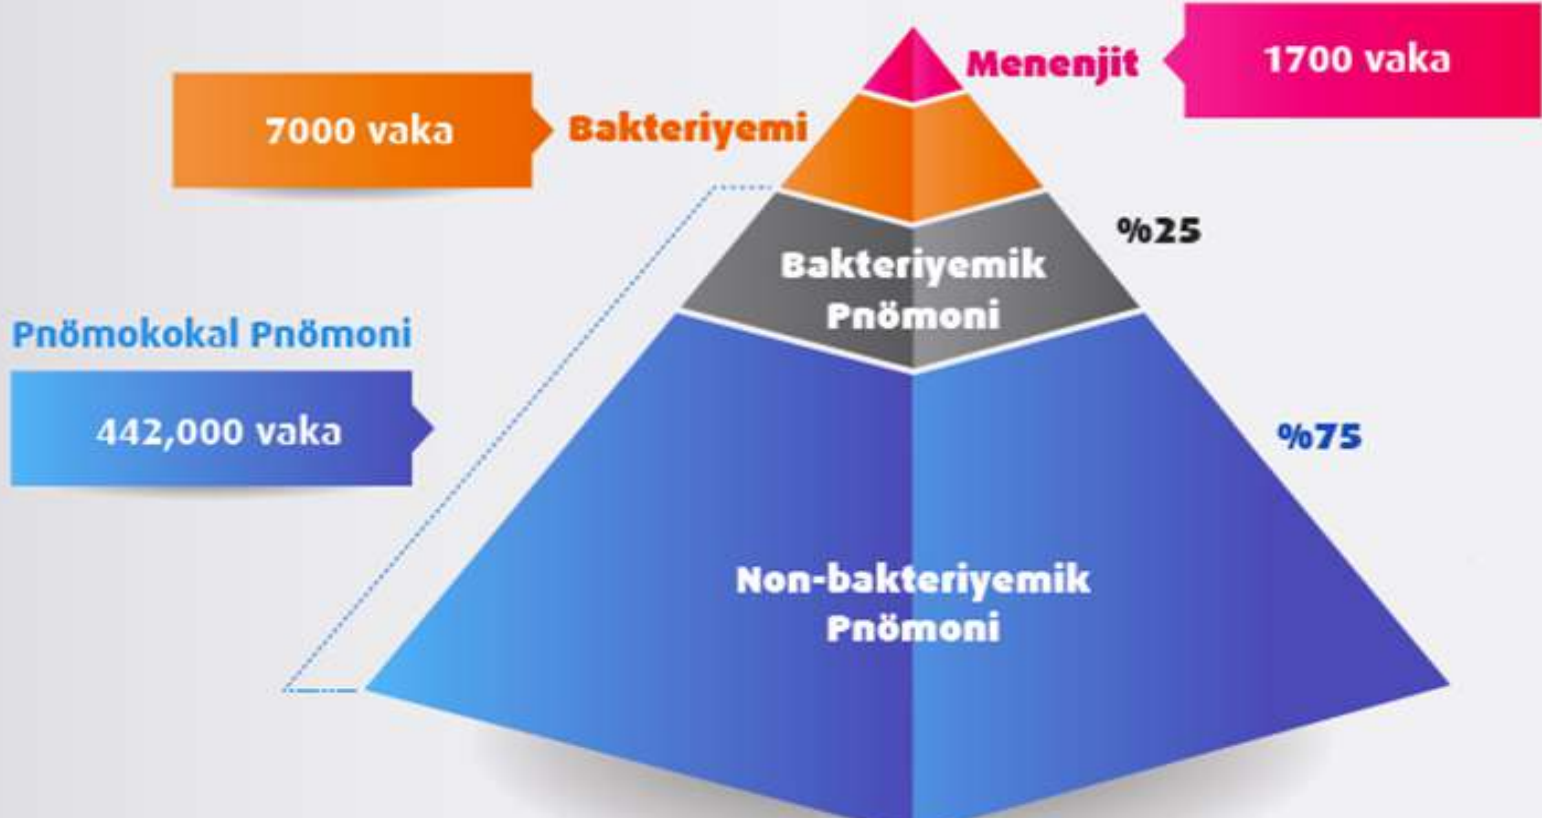 Menenjit
1700 vaka
7000 vaka
Bakteriyemi
%25
Bakteriyemik
Pnömoni
Pnömokokal Pnömoni
442,000 vaka
%75
Non-bakteriyemik
Pnömoni